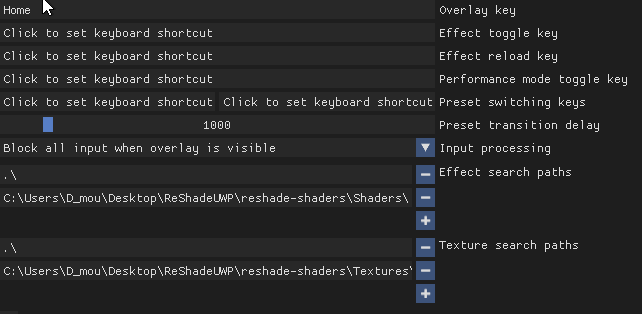 Home Overlay key
Click to set keyboard shortcut Effect toggle key
Click to set keyboard shortcut Effect reload key
Click to set keyboard shortcut Performance mode toggle key
Click to set keyboard shortcut Click to set keyboard shortcut Preset switching keys
1000 Preset transition delay
Block all input when overlay is visible Input processing
.\ Effect search paths
C:\Users\D_mou\Desktop\ReShadeUWP\reshade-shaders\Shaders\
.\ Texture search paths
C:\Users\D_mou\Desktop\ReShadeUWP\reshade-shaders\Textures\